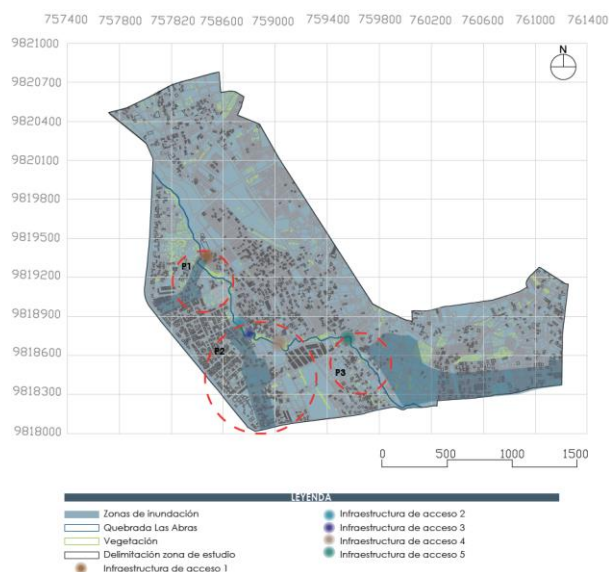 757400 757800 758200 758600 759000 759400 759800 760200 760600 761000 761400
9821000
N
9820700
9820400
9820100
9819800
9819500
9819200
P1
9818900
9818600
P2
P3
9818300
9818000
0 500 1000 1500
LEYENDA
Zonas de inundación
Quebrada Las Abras
Vegetación
Delimitación zona de estudio
Infraestructura de acceso 1
Infraestructura de acceso 2
Infraestructura de acceso 3
Infraestructura de acceso 4
Infraestructura de acceso 5